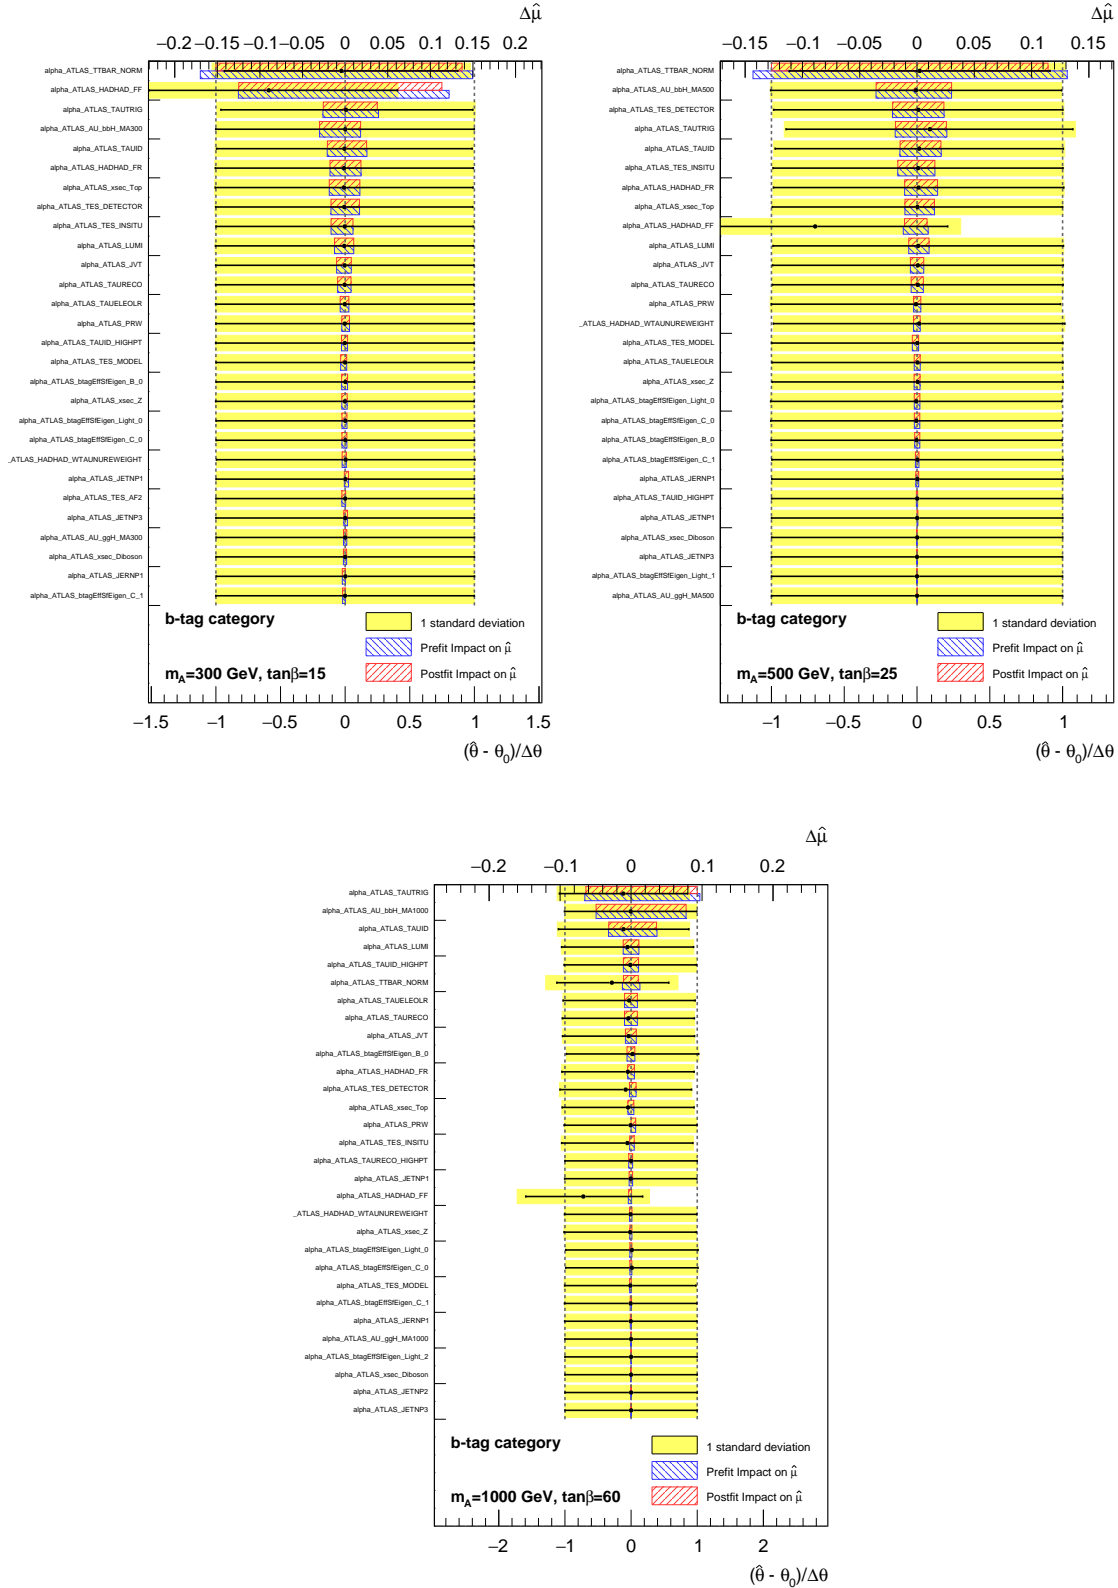 Δμ̂
−0.2 −0.15 −0.1 −0.05 0 0.05 0.1 0.15 0.2
alpha_ATLAS_TTBAR_NORM
alpha_ATLAS_HADHAD_FF
alpha_ATLAS_TAUTRIG
alpha_ATLAS_AU_bbH_MA300
alpha_ATLAS_TAUID
alpha_ATLAS_HADHAD_FR
alpha_ATLAS_xsec_Top
alpha_ATLAS_TES_DETECTOR
alpha_ATLAS_TES_INSITU
alpha_ATLAS_LUMI
alpha_ATLAS_JVT
alpha_ATLAS_TAURECO
alpha_ATLAS_TAUELEOLR
alpha_ATLAS_PRW
alpha_ATLAS_TAUID_HIGHPT
alpha_ATLAS_TES_MODEL
alpha_ATLAS_btagEffSfEigen_B_0
alpha_ATLAS_xsec_Z
alpha_ATLAS_btagEffSfEigen_Light_0
alpha_ATLAS_btagEffSfEigen_C_0
_ATLAS_HADHAD_WTAUNUREWEIGHT
alpha_ATLAS_JETNP1
alpha_ATLAS_TES_AF2
alpha_ATLAS_JETNP3
alpha_ATLAS_AU_ggH_MA300
alpha_ATLAS_xsec_Diboson
alpha_ATLAS_JERNP1
alpha_ATLAS_btagEffSfEigen_C_1
b-tag category
1 standard deviation
Prefit Impact on μ̂
Postfit Impact on μ̂
m_A=300 GeV, tanβ=15
−1.5 −1 −0.5 0 0.5 1 1.5
(θ̂ - θ₀)/Δθ
Δμ̂
−0.15 −0.1 −0.05 0 0.05 0.1 0.15
alpha_ATLAS_TTBAR_NORM
alpha_ATLAS_AU_bbH_MA500
alpha_ATLAS_TES_DETECTOR
alpha_ATLAS_TAUTRIG
alpha_ATLAS_TAUID
alpha_ATLAS_TES_INSITU
alpha_ATLAS_HADHAD_FR
alpha_ATLAS_xsec_Top
alpha_ATLAS_HADHAD_FF
alpha_ATLAS_LUMI
alpha_ATLAS_JVT
alpha_ATLAS_TAURECO
alpha_ATLAS_PRW
_ATLAS_HADHAD_WTAUNUREWEIGHT
alpha_ATLAS_TES_MODEL
alpha_ATLAS_TAUELEOLR
alpha_ATLAS_xsec_Z
alpha_ATLAS_btagEffSfEigen_Light_0
alpha_ATLAS_btagEffSfEigen_C_0
alpha_ATLAS_btagEffSfEigen_B_0
alpha_ATLAS_btagEffSfEigen_C_1
alpha_ATLAS_JERNP1
alpha_ATLAS_TAUID_HIGHPT
alpha_ATLAS_JETNP1
alpha_ATLAS_xsec_Diboson
alpha_ATLAS_JETNP3
alpha_ATLAS_btagEffSfEigen_Light_1
alpha_ATLAS_AU_ggH_MA500
b-tag category
1 standard deviation
Prefit Impact on μ̂
Postfit Impact on μ̂
m_A=500 GeV, tanβ=25
−1 −0.5 0 0.5 1
(θ̂ - θ₀)/Δθ
Δμ̂
−0.2 −0.1 0 0.1 0.2
alpha_ATLAS_TAUTRIG
alpha_ATLAS_AU_bbH_MA1000
alpha_ATLAS_TAUID
alpha_ATLAS_LUMI
alpha_ATLAS_TAUID_HIGHPT
alpha_ATLAS_TTBAR_NORM
alpha_ATLAS_TAUELEOLR
alpha_ATLAS_TAURECO
alpha_ATLAS_JVT
alpha_ATLAS_btagEffSfEigen_B_0
alpha_ATLAS_HADHAD_FR
alpha_ATLAS_TES_DETECTOR
alpha_ATLAS_xsec_Top
alpha_ATLAS_PRW
alpha_ATLAS_TES_INSITU
alpha_ATLAS_TAURECO_HIGHPT
alpha_ATLAS_JETNP1
alpha_ATLAS_HADHAD_FF
_ATLAS_HADHAD_WTAUNUREWEIGHT
alpha_ATLAS_xsec_Z
alpha_ATLAS_btagEffSfEigen_Light_0
alpha_ATLAS_btagEffSfEigen_C_0
alpha_ATLAS_TES_MODEL
alpha_ATLAS_btagEffSfEigen_C_1
alpha_ATLAS_JERNP1
alpha_ATLAS_AU_ggH_MA1000
alpha_ATLAS_btagEffSfEigen_Light_2
alpha_ATLAS_xsec_Diboson
alpha_ATLAS_JETNP2
alpha_ATLAS_JETNP3
b-tag category
1 standard deviation
Prefit Impact on μ̂
Postfit Impact on μ̂
m_A=1000 GeV, tanβ=60
−2 −1 0 1 2
(θ̂ - θ₀)/Δθ